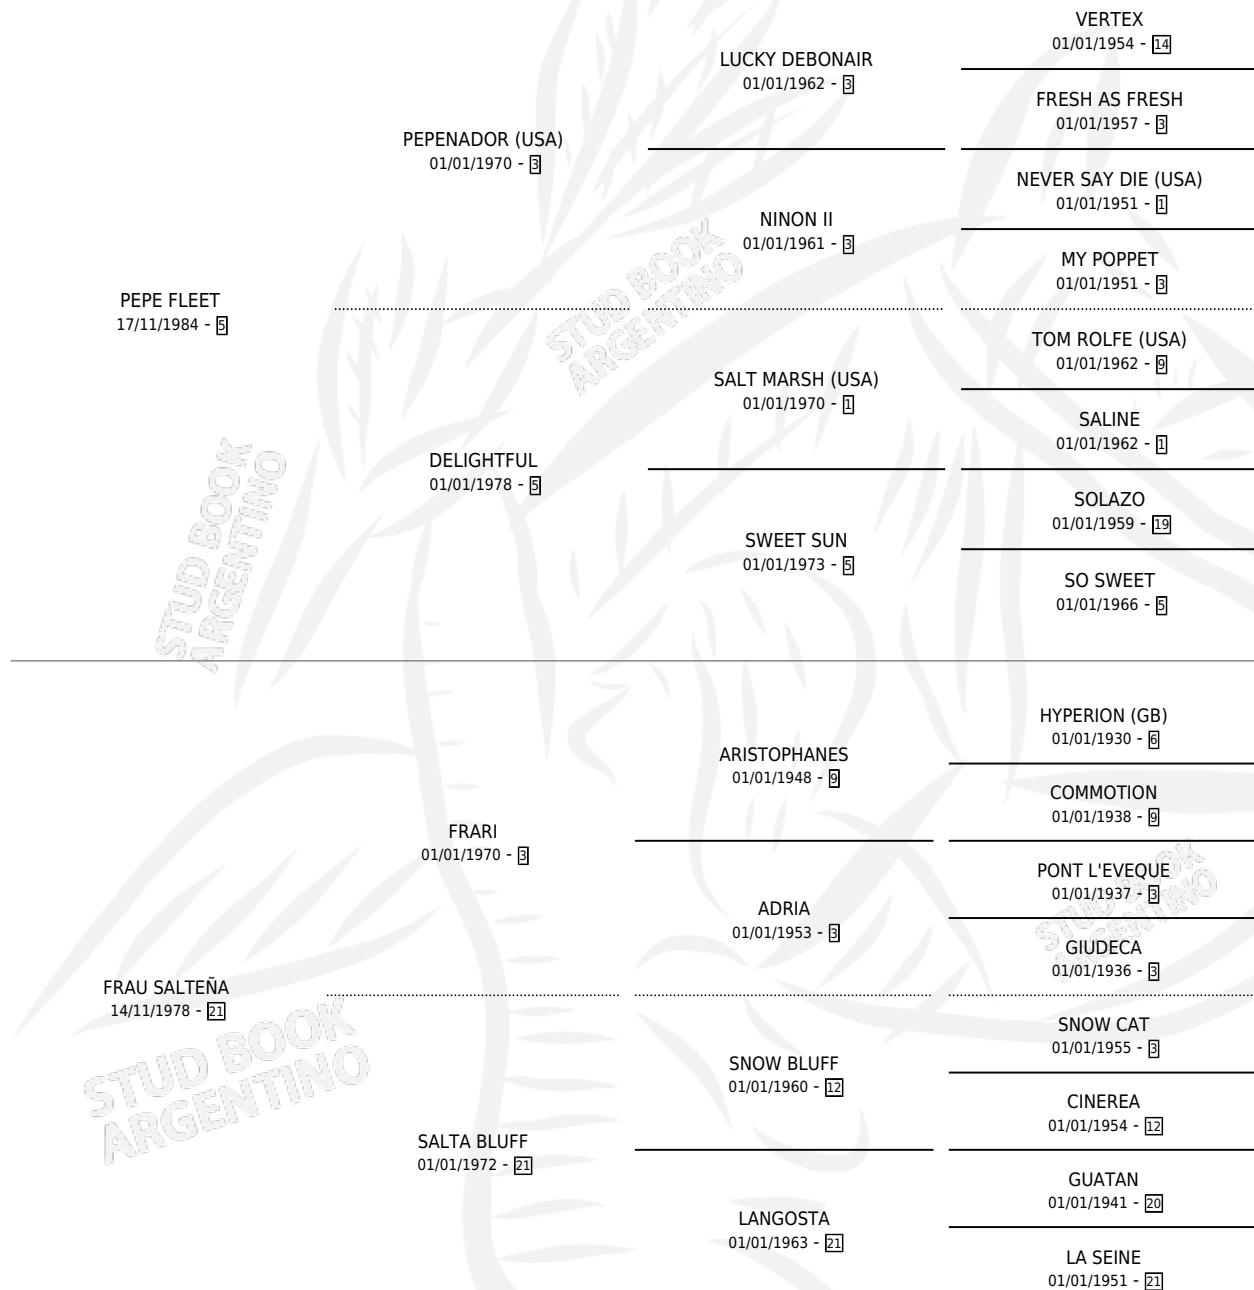 VERTEX
01/01/1954 - 14
LUCKY DEBONAIR
01/01/1962 - 3
FRESH AS FRESH
01/01/1957 - 3
PEPENADOR (USA)
01/01/1970 - 3
NEVER SAY DIE (USA)
01/01/1951 - 1
NINON II
01/01/1961 - 3
MY POPPET
01/01/1951 - 3
PEPE FLEET
17/11/1984 - 5
TOM ROLFE (USA)
01/01/1962 - 9
SALT MARSH (USA)
01/01/1970 - 1
SALINE
01/01/1962 - 1
DELIGHTFUL
01/01/1978 - 5
SOLAZO
01/01/1959 - 19
SWEET SUN
01/01/1973 - 5
SO SWEET
01/01/1966 - 5
HYPERION (GB)
01/01/1930 - 6
ARISTOPHANES
01/01/1948 - 9
COMMOTION
01/01/1938 - 9
FRARI
01/01/1970 - 3
PONT L'EVEQUE
01/01/1937 - 3
ADRIA
01/01/1953 - 3
GIUDECA
01/01/1936 - 3
FRAU SALTEÑA
14/11/1978 - 21
SNOW CAT
01/01/1955 - 3
SNOW BLUFF
01/01/1960 - 12
CINEREA
01/01/1954 - 12
SALTA BLUFF
01/01/1972 - 21
GUATAN
01/01/1941 - 20
LANGOSTA
01/01/1963 - 21
LA SEINE
01/01/1951 - 21
STUD BOOK
ARGENTINO
STUD BOOK
ARGENTINO
STUD BOOK
ARGENTINO
STUD BOOK
ARGENTINO